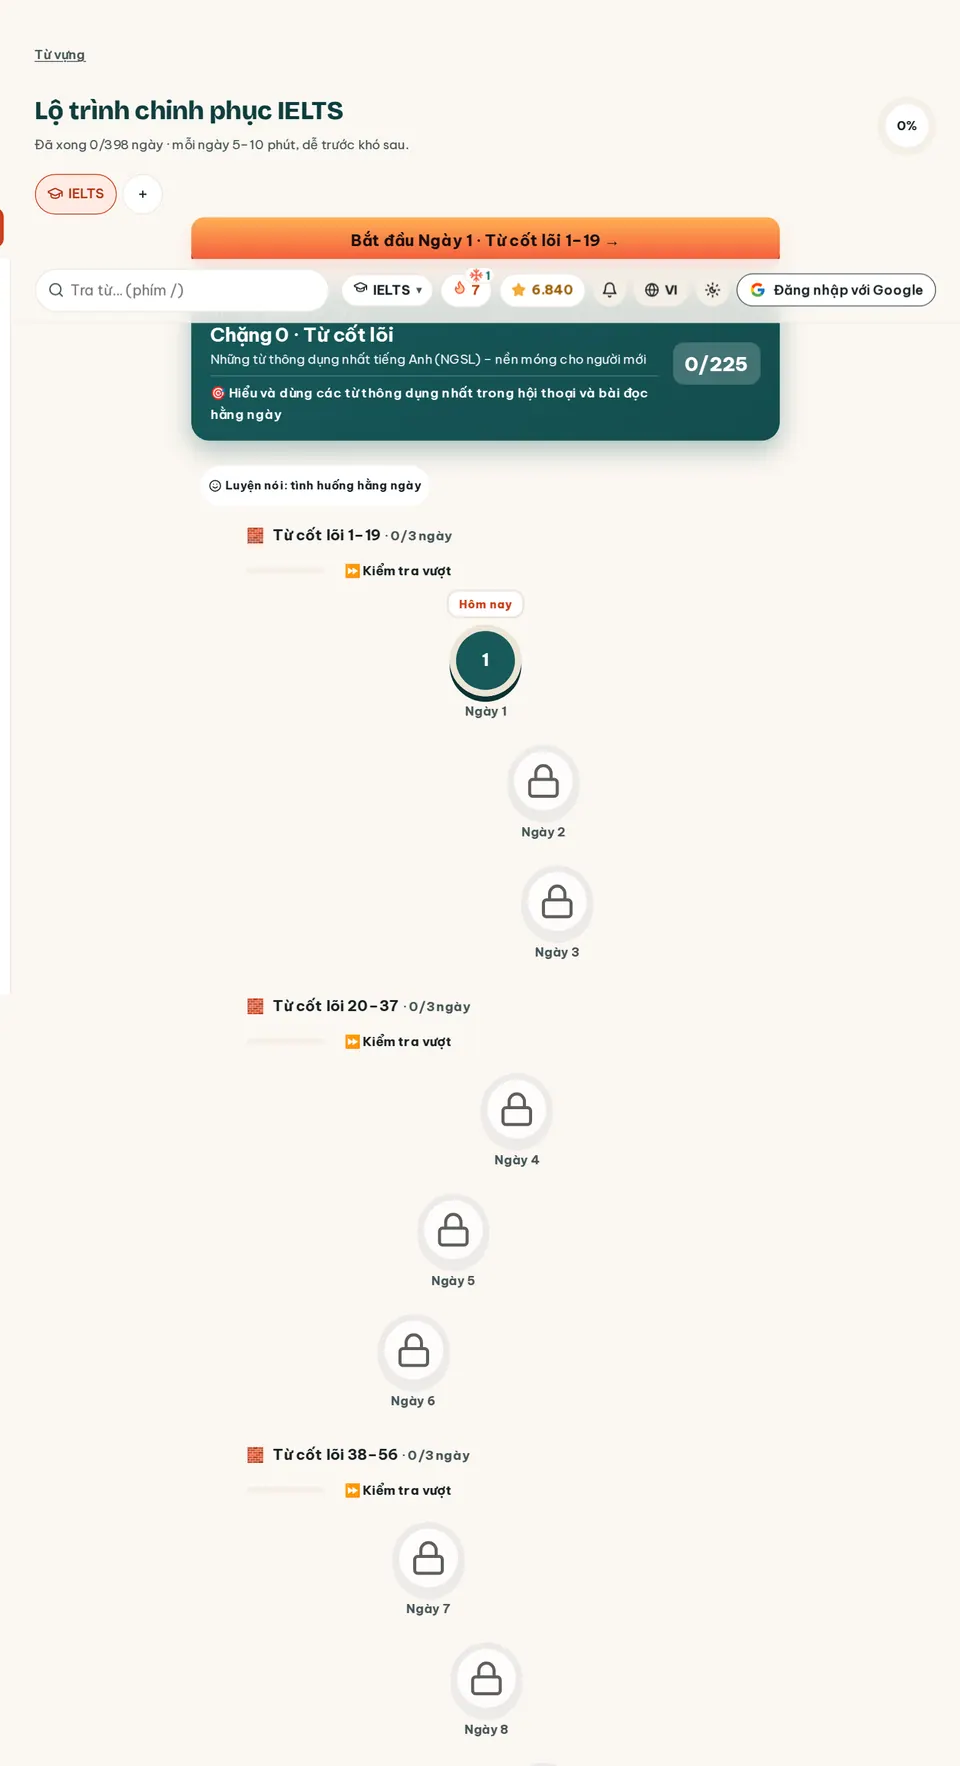 Từ vựng
Lộ trình chinh phục IELTS
Đã xong 0/398 ngày · mỗi ngày 5–10 phút, dễ trước khó sau.
0%
IELTS
+
Bắt đầu Ngày 1 · Từ cốt lõi 1–19 →
Tra từ... (phím /)
IELTS ▾
7
1
6.840
VI
Đăng nhập với Google
Chặng 0 · Từ cốt lõi
Những từ thông dụng nhất tiếng Anh (NGSL) – nền móng cho người mới
0/225
Hiểu và dùng các từ thông dụng nhất trong hội thoại và bài đọc
hằng ngày
Luyện nói: tình huống hằng ngày
Từ cốt lõi 1–19 · 0/3 ngày
Kiểm tra vượt
Hôm nay
1
Ngày 1
Ngày 2
Ngày 3
Từ cốt lõi 20–37 · 0/3 ngày
Kiểm tra vượt
Ngày 4
Ngày 5
Ngày 6
Từ cốt lõi 38–56 · 0/3 ngày
Kiểm tra vượt
Ngày 7
Ngày 8